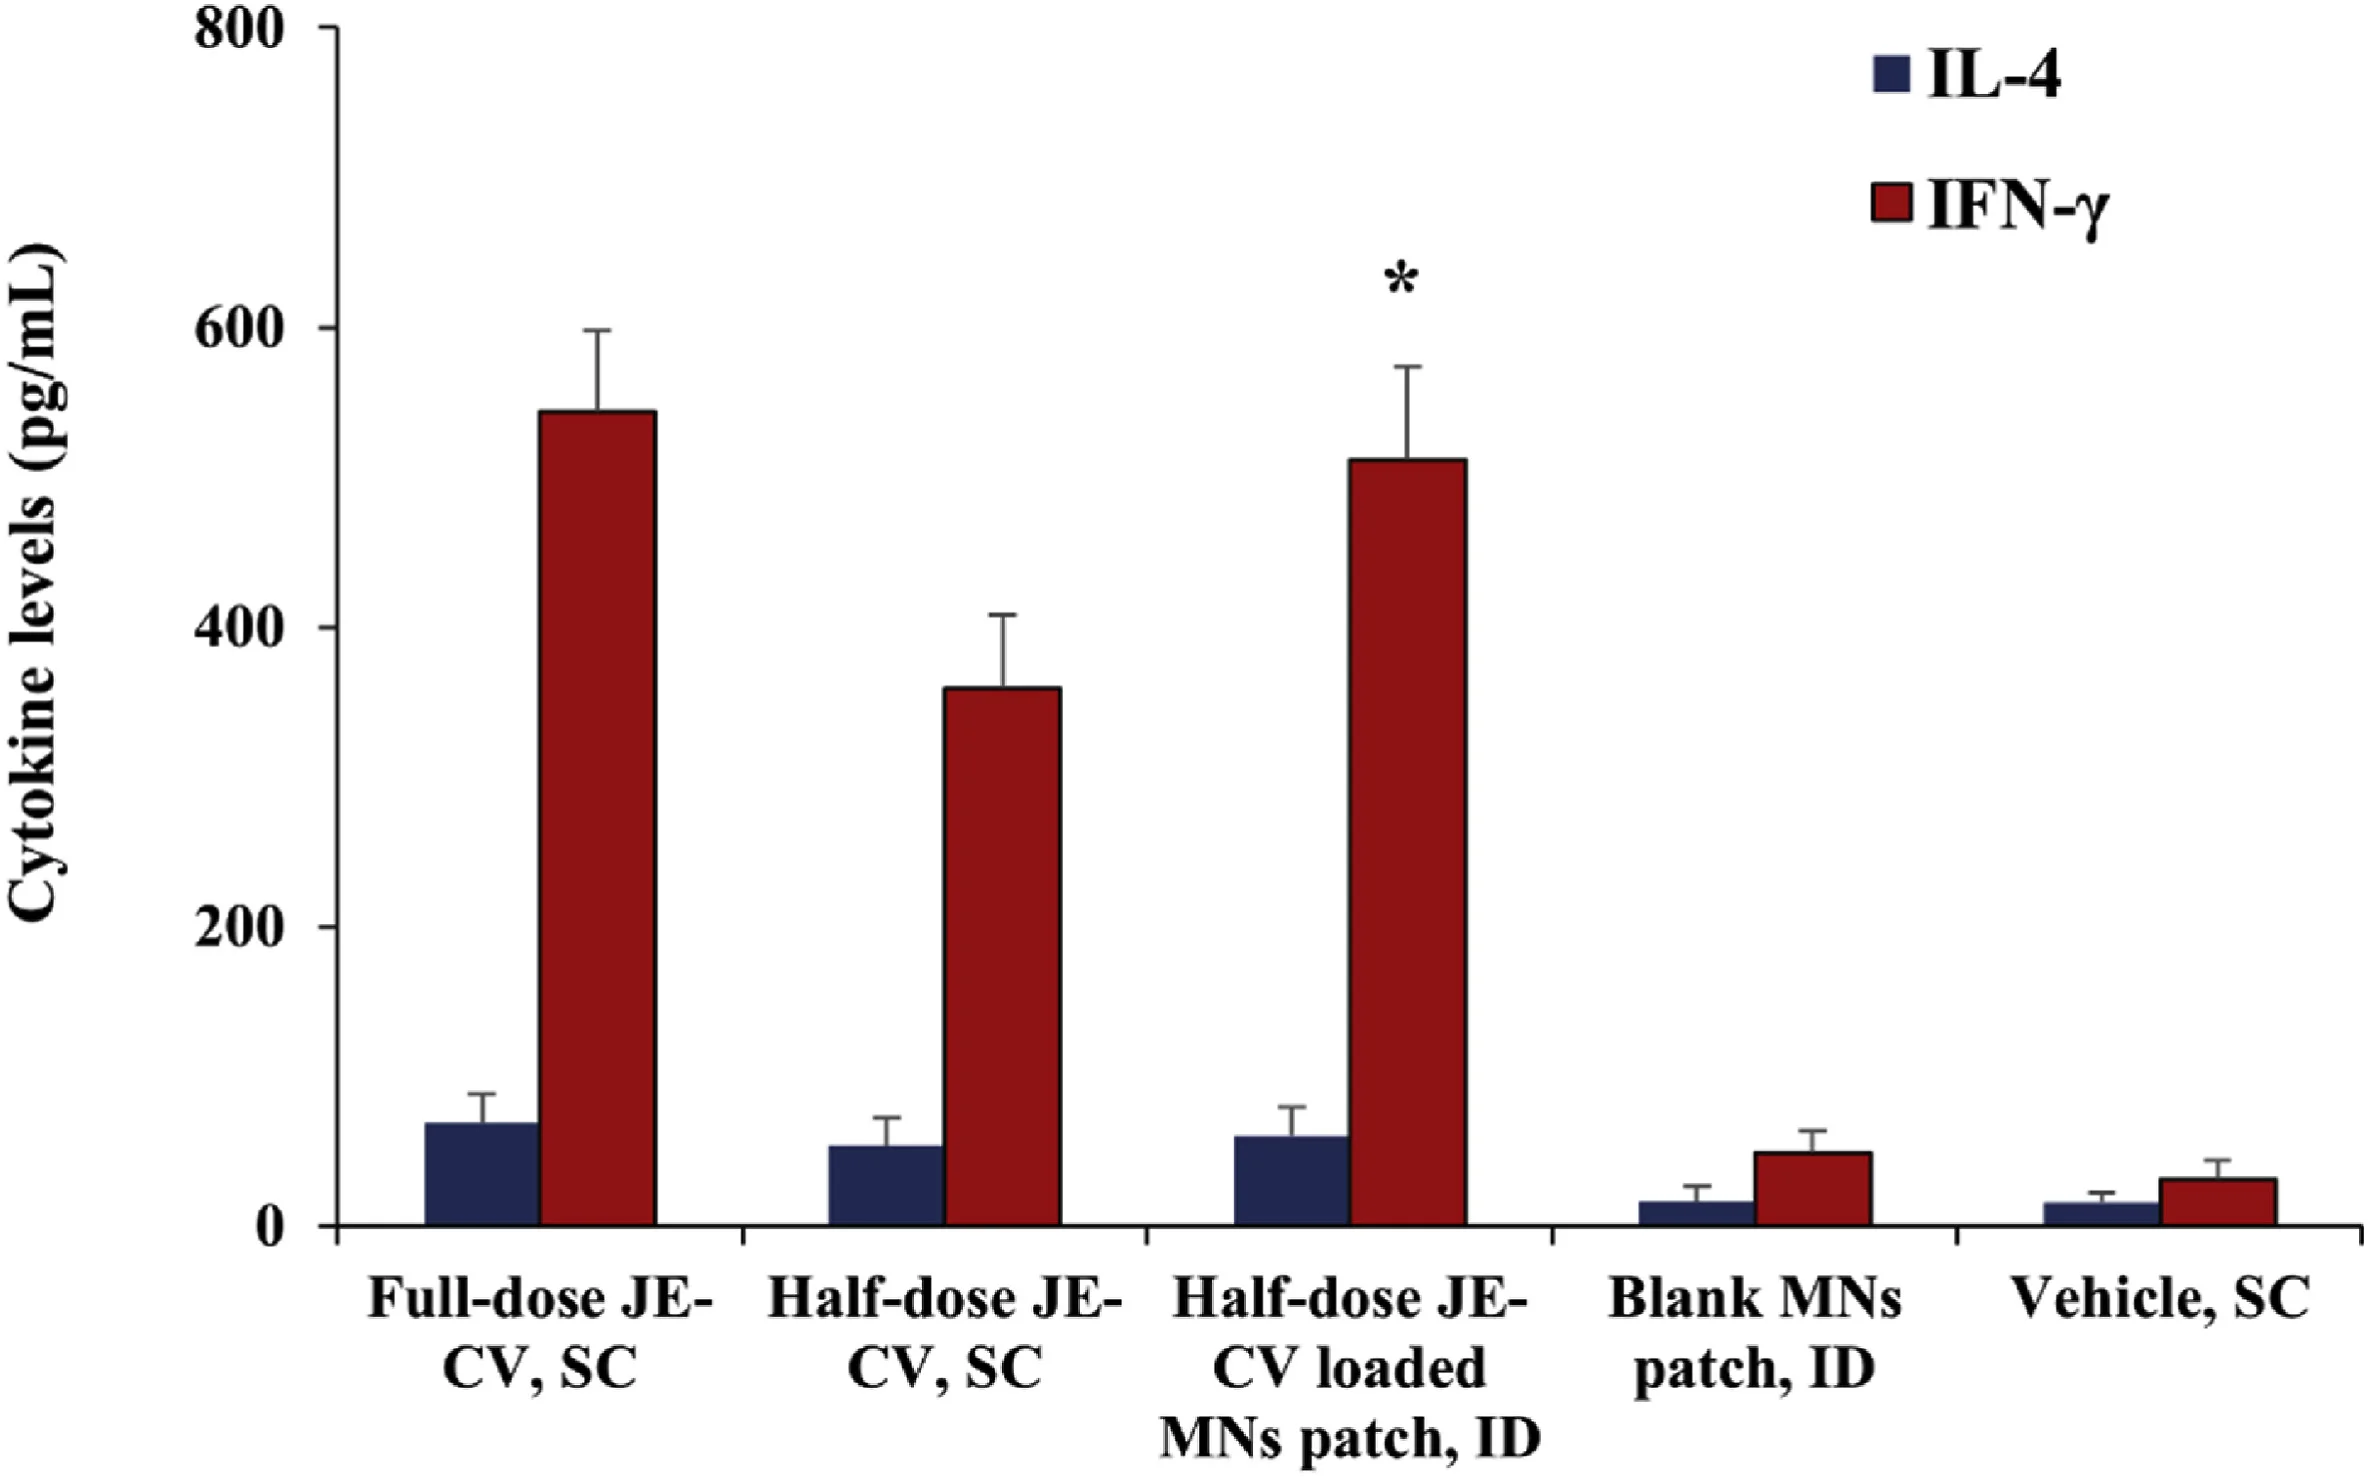 Cytokine levels (pg/mL)
800
600
400
200
0
IL-4
IFN-γ
*
Full-dose JE-
CV, SC
Half-dose JE-
CV, SC
Half-dose JE-
CV loaded
MNs patch, ID
Blank MNs
patch, ID
Vehicle, SC